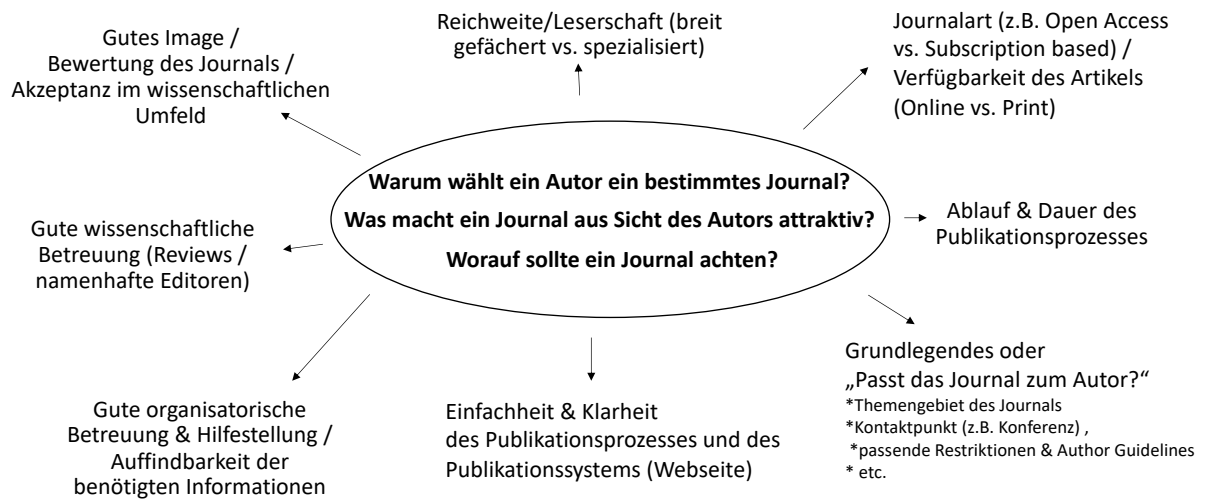 Gutes Image /
Bewertung des Journals /
Akzeptanz im wissenschaftlichen
Umfeld
Reichweite/Leserschaft (breit
gefächert vs. spezialisiert)
Journalart (z.B. Open Access
vs. Subscription based) /
Verfügbarkeit des Artikels
(Online vs. Print)
Warum wählt ein Autor ein bestimmtes Journal?
Was macht ein Journal aus Sicht des Autors attraktiv?
Worauf sollte ein Journal achten?
Gute wissenschaftliche
Betreuung (Reviews /
namenhafte Editoren)
Ablauf & Dauer des
Publikationsprozesses
Gute organisatorische
Betreuung & Hilfestellung /
Auffindbarkeit der
benötigten Informationen
Einfachheit & Klarheit
des Publikationsprozesses und des
Publikationssystems (Webseite)
Grundlegendes oder
„Passt das Journal zum Autor?“
*Themengebiet des Journals
*Kontaktpunkt (z.B. Konferenz) ,
*passende Restriktionen & Author Guidelines
* etc.